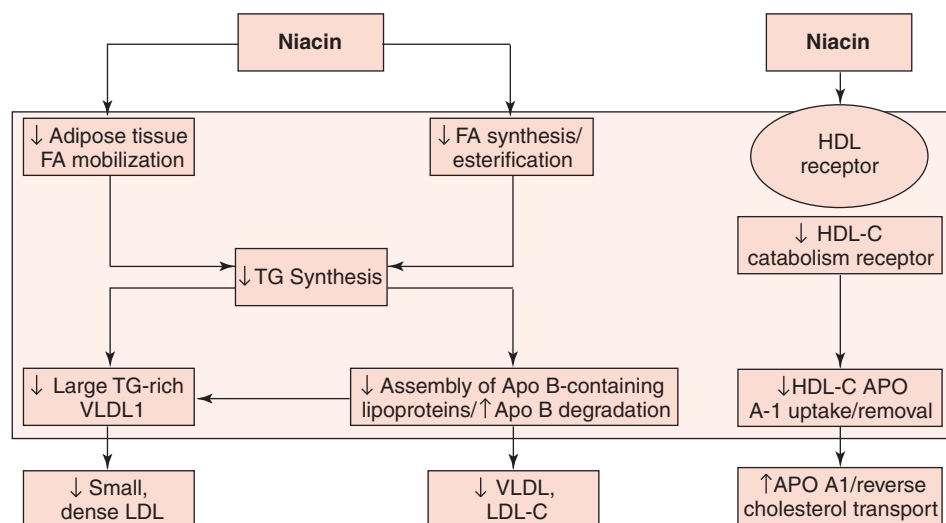 Niacin
Niacin
↓ Adipose tissue
FA mobilization
↓ FA synthesis/
esterification
HDL
receptor
↓ HDL-C
catabolism receptor
↓TG Synthesis
↓ Large TG-rich
VLDL1
↓ Assembly of Apo B-containing
lipoproteins/↑Apo B degradation
↓HDL-C APO
A-1 uptake/removal
↓ Small,
dense LDL
↓ VLDL,
LDL-C
↑APO A1/reverse
cholesterol transport